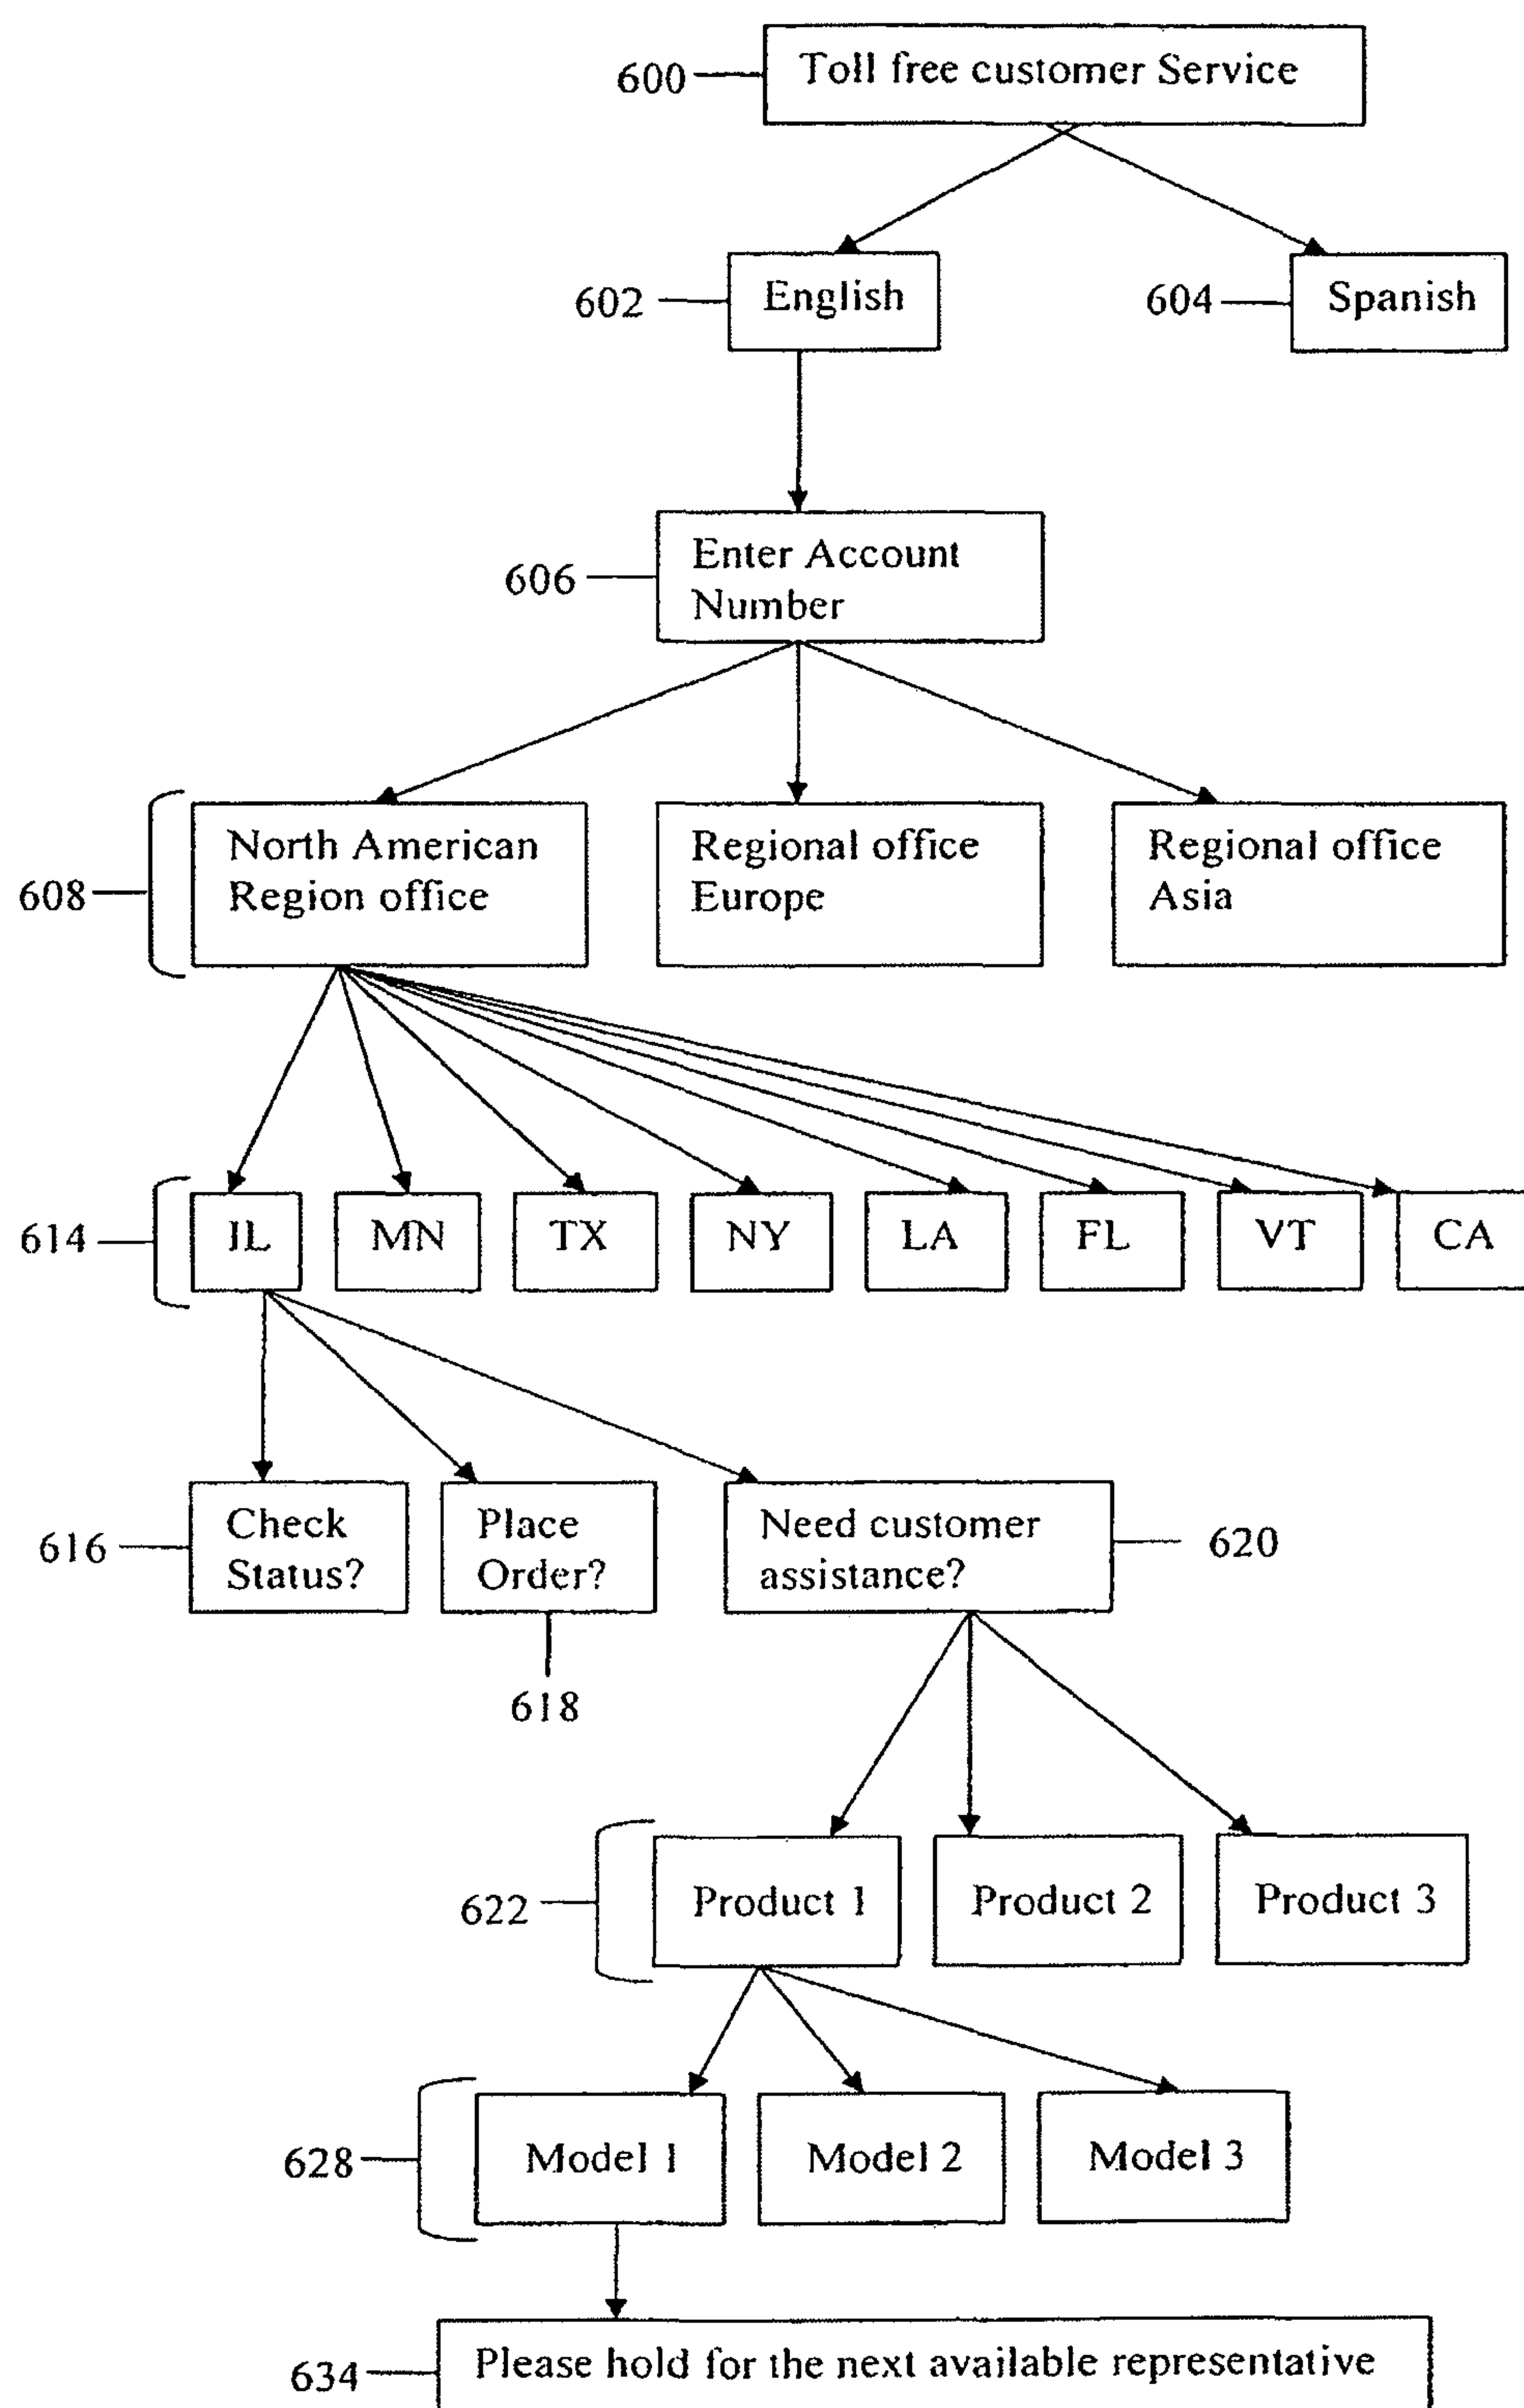 600
Toll free customer Service
602
English
604
Spanish
606
Enter Account
Number
608
North American
Region office
Regional office
Europe
Regional office
Asia
614
IL
MN
TX
NY
LA
FL
VT
CA
616
Check
Status?
Place
Order?
618
Need customer
assistance?
620
622
Product 1
Product 2
Product 3
628
Model 1
Model 2
Model 3
634
Please hold for the next available representative